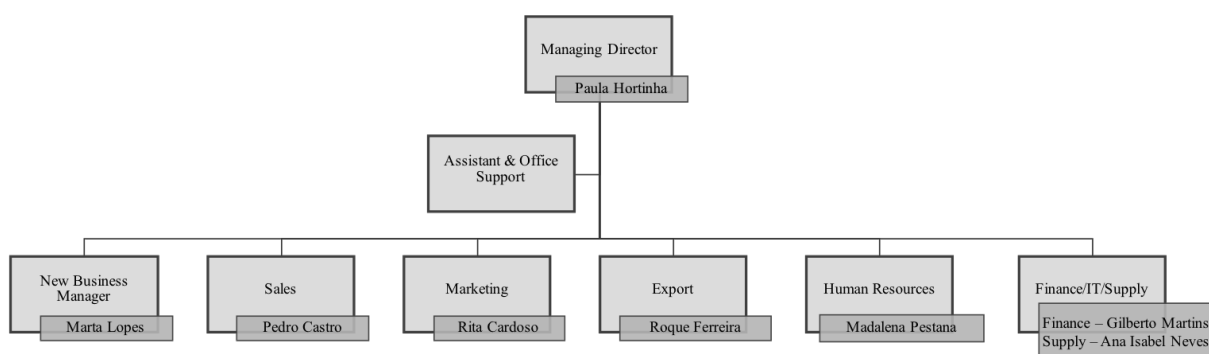 Managing Director
Paula Hortinha
Assistant & Office
Support
New Business
Manager
Marta Lopes
Sales
Pedro Castro
Marketing
Rita Cardoso
Export
Roque Ferreira
Human Resources
Madalena Pestana
Finance/IT/Supply
Finance – Gilberto Martins
Supply – Ana Isabel Neves